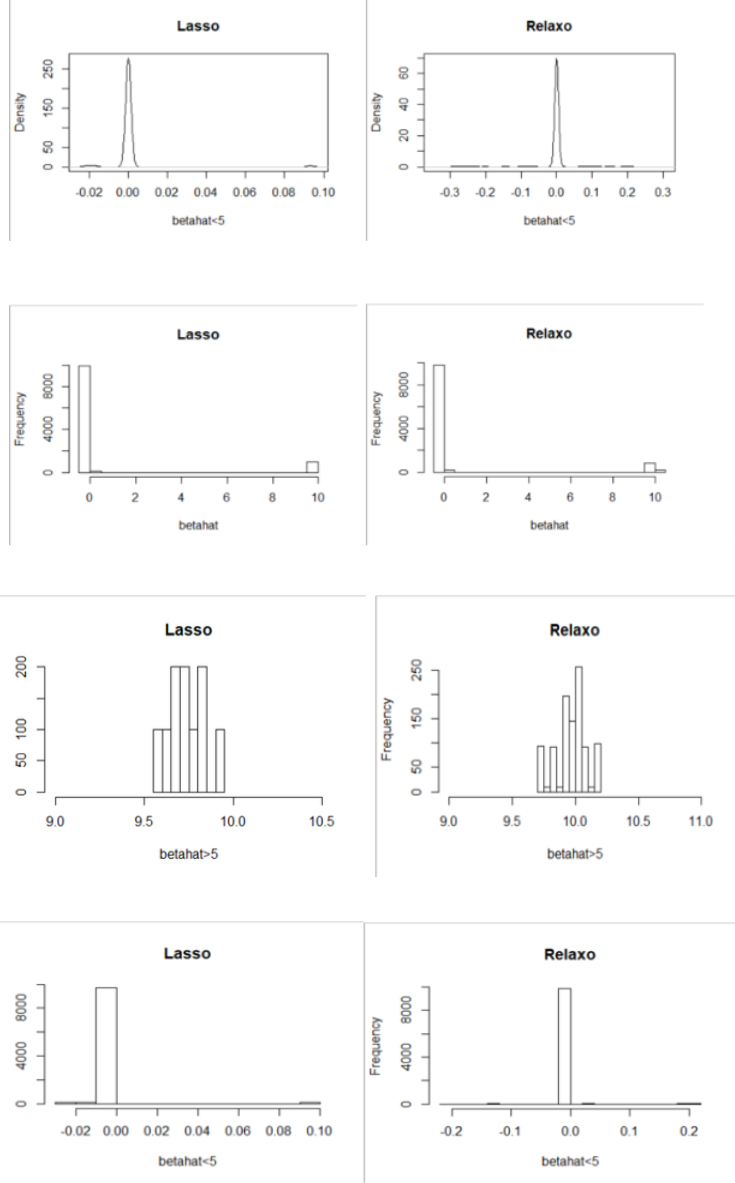 Lasso
Density
0 50 150 250
-0.02 0.00 0.02 0.04 0.06 0.08 0.10
betahat<5
Relaxo
Density
0 20 40 60
-0.3 -0.2 -0.1 0.0 0.1 0.2 0.3
betahat<5
Lasso
Frequency
0 4000 8000
0 2 4 6 8 10
betahat
Relaxo
Frequency
0 4000 8000
0 2 4 6 8 10
betahat
Lasso
0 50 100 200
9.0 9.5 10.0 10.5
betahat>5
Relaxo
Frequency
0 50 150 250
9.0 9.5 10.0 10.5 11.0
betahat>5
Lasso
0 4000 8000
-0.02 0.00 0.02 0.04 0.06 0.08 0.10
betahat<5
Relaxo
Frequency
0 4000 8000
-0.2 -0.1 0.0 0.1 0.2
betahat<5